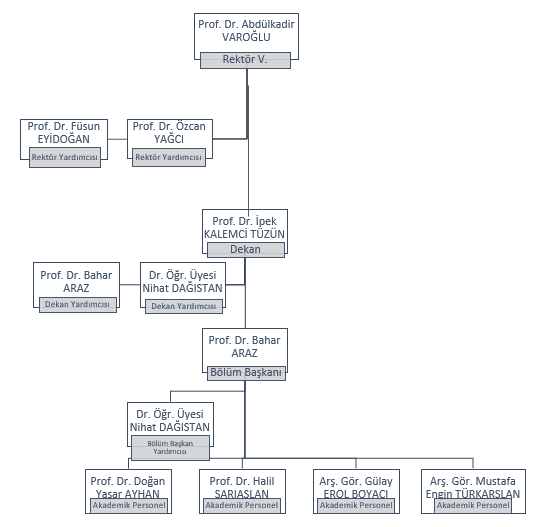 Prof. Dr. Abdülkadir
VAROĞLU
Rektör V.
Prof. Dr. Füsun
EYİDOĞAN
Rektör Yardımcısı
Prof. Dr. Özcan
YAĞCI
Rektör Yardımcısı
Prof. Dr. İpek
KALEMCİ TÜZÜN
Dekan
Prof. Dr. Bahar
ARAZ
Dekan Yardımcısı
Dr. Öğr. Üyesi
Nihat DAĞISTAN
Dekan Yardımcısı
Prof. Dr. Bahar
ARAZ
Bölüm Başkanı
Dr. Öğr. Üyesi
Nihat DAĞISTAN
Bölüm Başkan
Yardımcısı
Prof. Dr. Doğan
Yaşar AYHAN
Akademik Personel
Prof. Dr. Halil
SARIASLAN
Akademik Personel
Arş. Gör. Gülay
EROL BOYACI
Akademik Personel
Arş. Gör. Mustafa
Engin TÜRKARSLAN
Akademik Personel